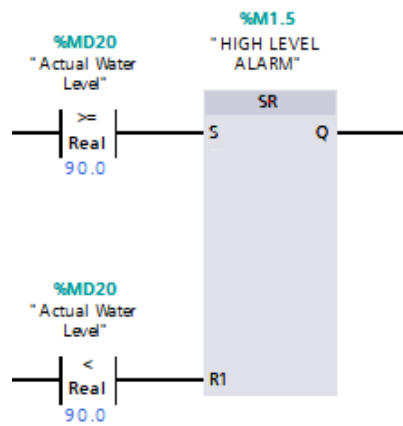 %M1.5
%MD20
"HIGH LEVEL
"Actual Water
ALARM"
Level"
SR
>=
S
Q
Real
90.0
%MD20
"Actual Water
Level"
<
Real
R1
90.0